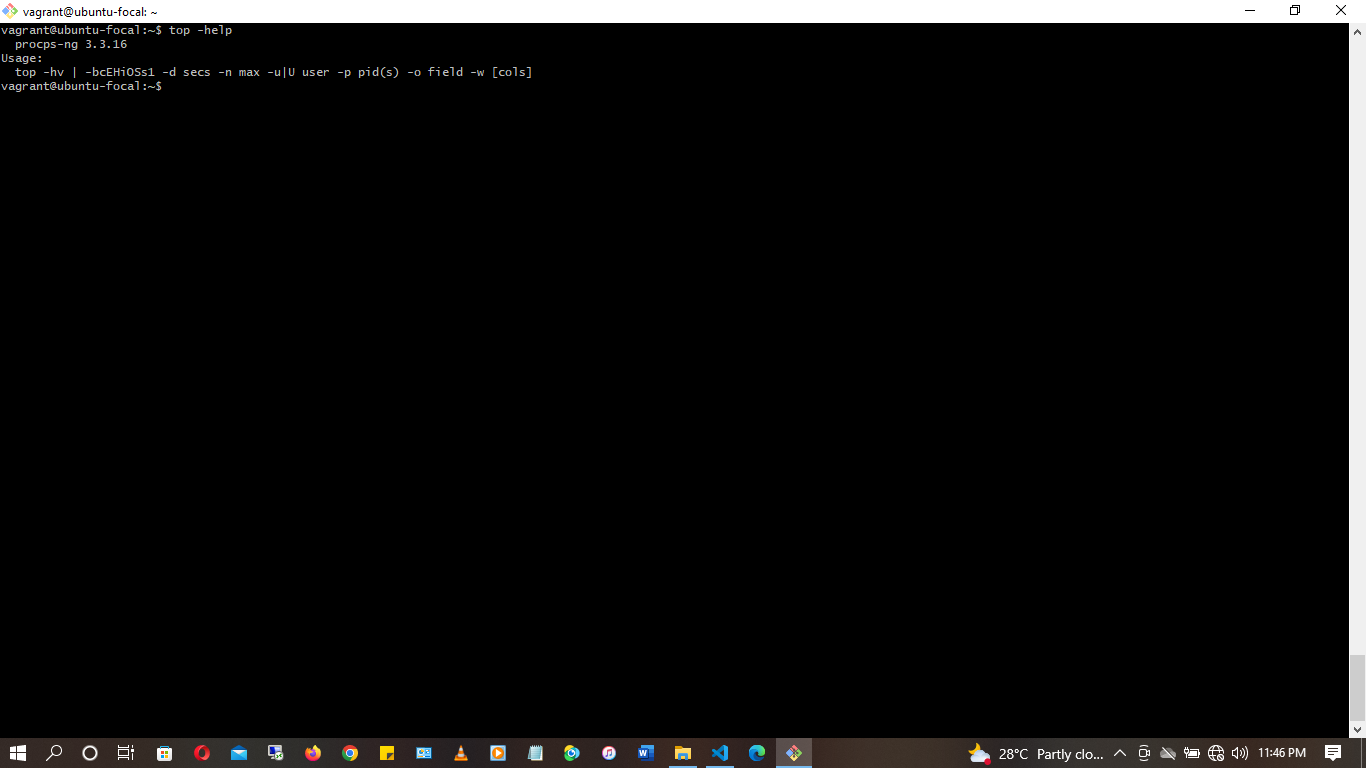 vagrant@ubuntu-focal: ~
vagrant@ubuntu-focal:~$ top -help
procps-ng 3.3.16
Usage:
top -hv | -bcEHiOSs1 -d secs -n max -u|U user -p pid(s) -o field -w [cols]
vagrant@ubuntu-focal:~$
28°C Partly clo... 11:46 PM